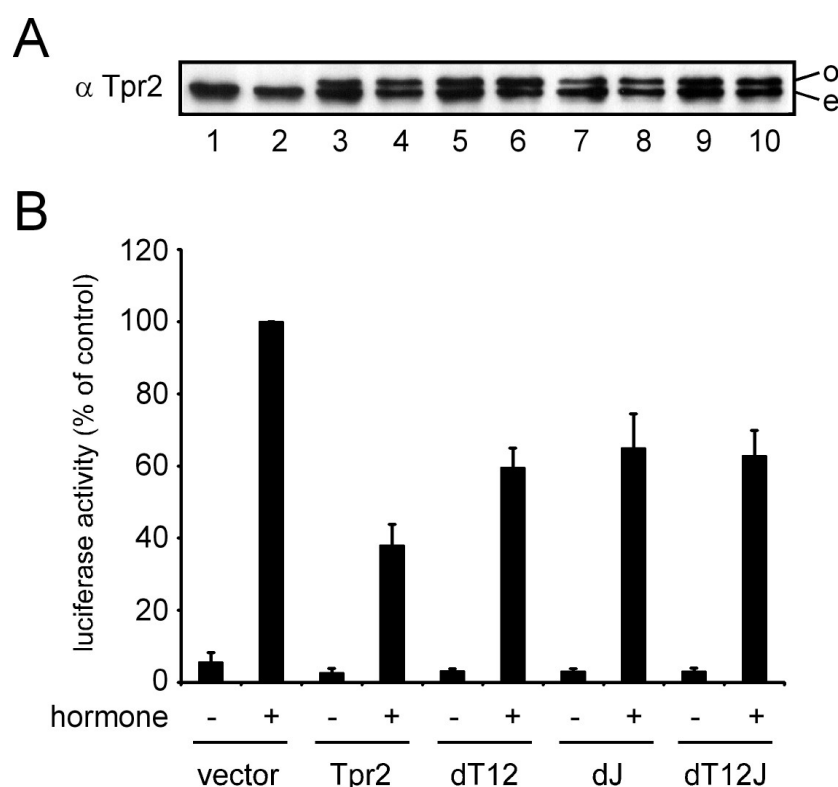 A
α Tpr2
o
e
1 2 3 4 5 6 7 8 9 10
B
luciferase activity (% of control)
120
100
80
60
40
20
0
hormone - + - + - + - + - +
vector Tpr2 dT12 dJ dT12J